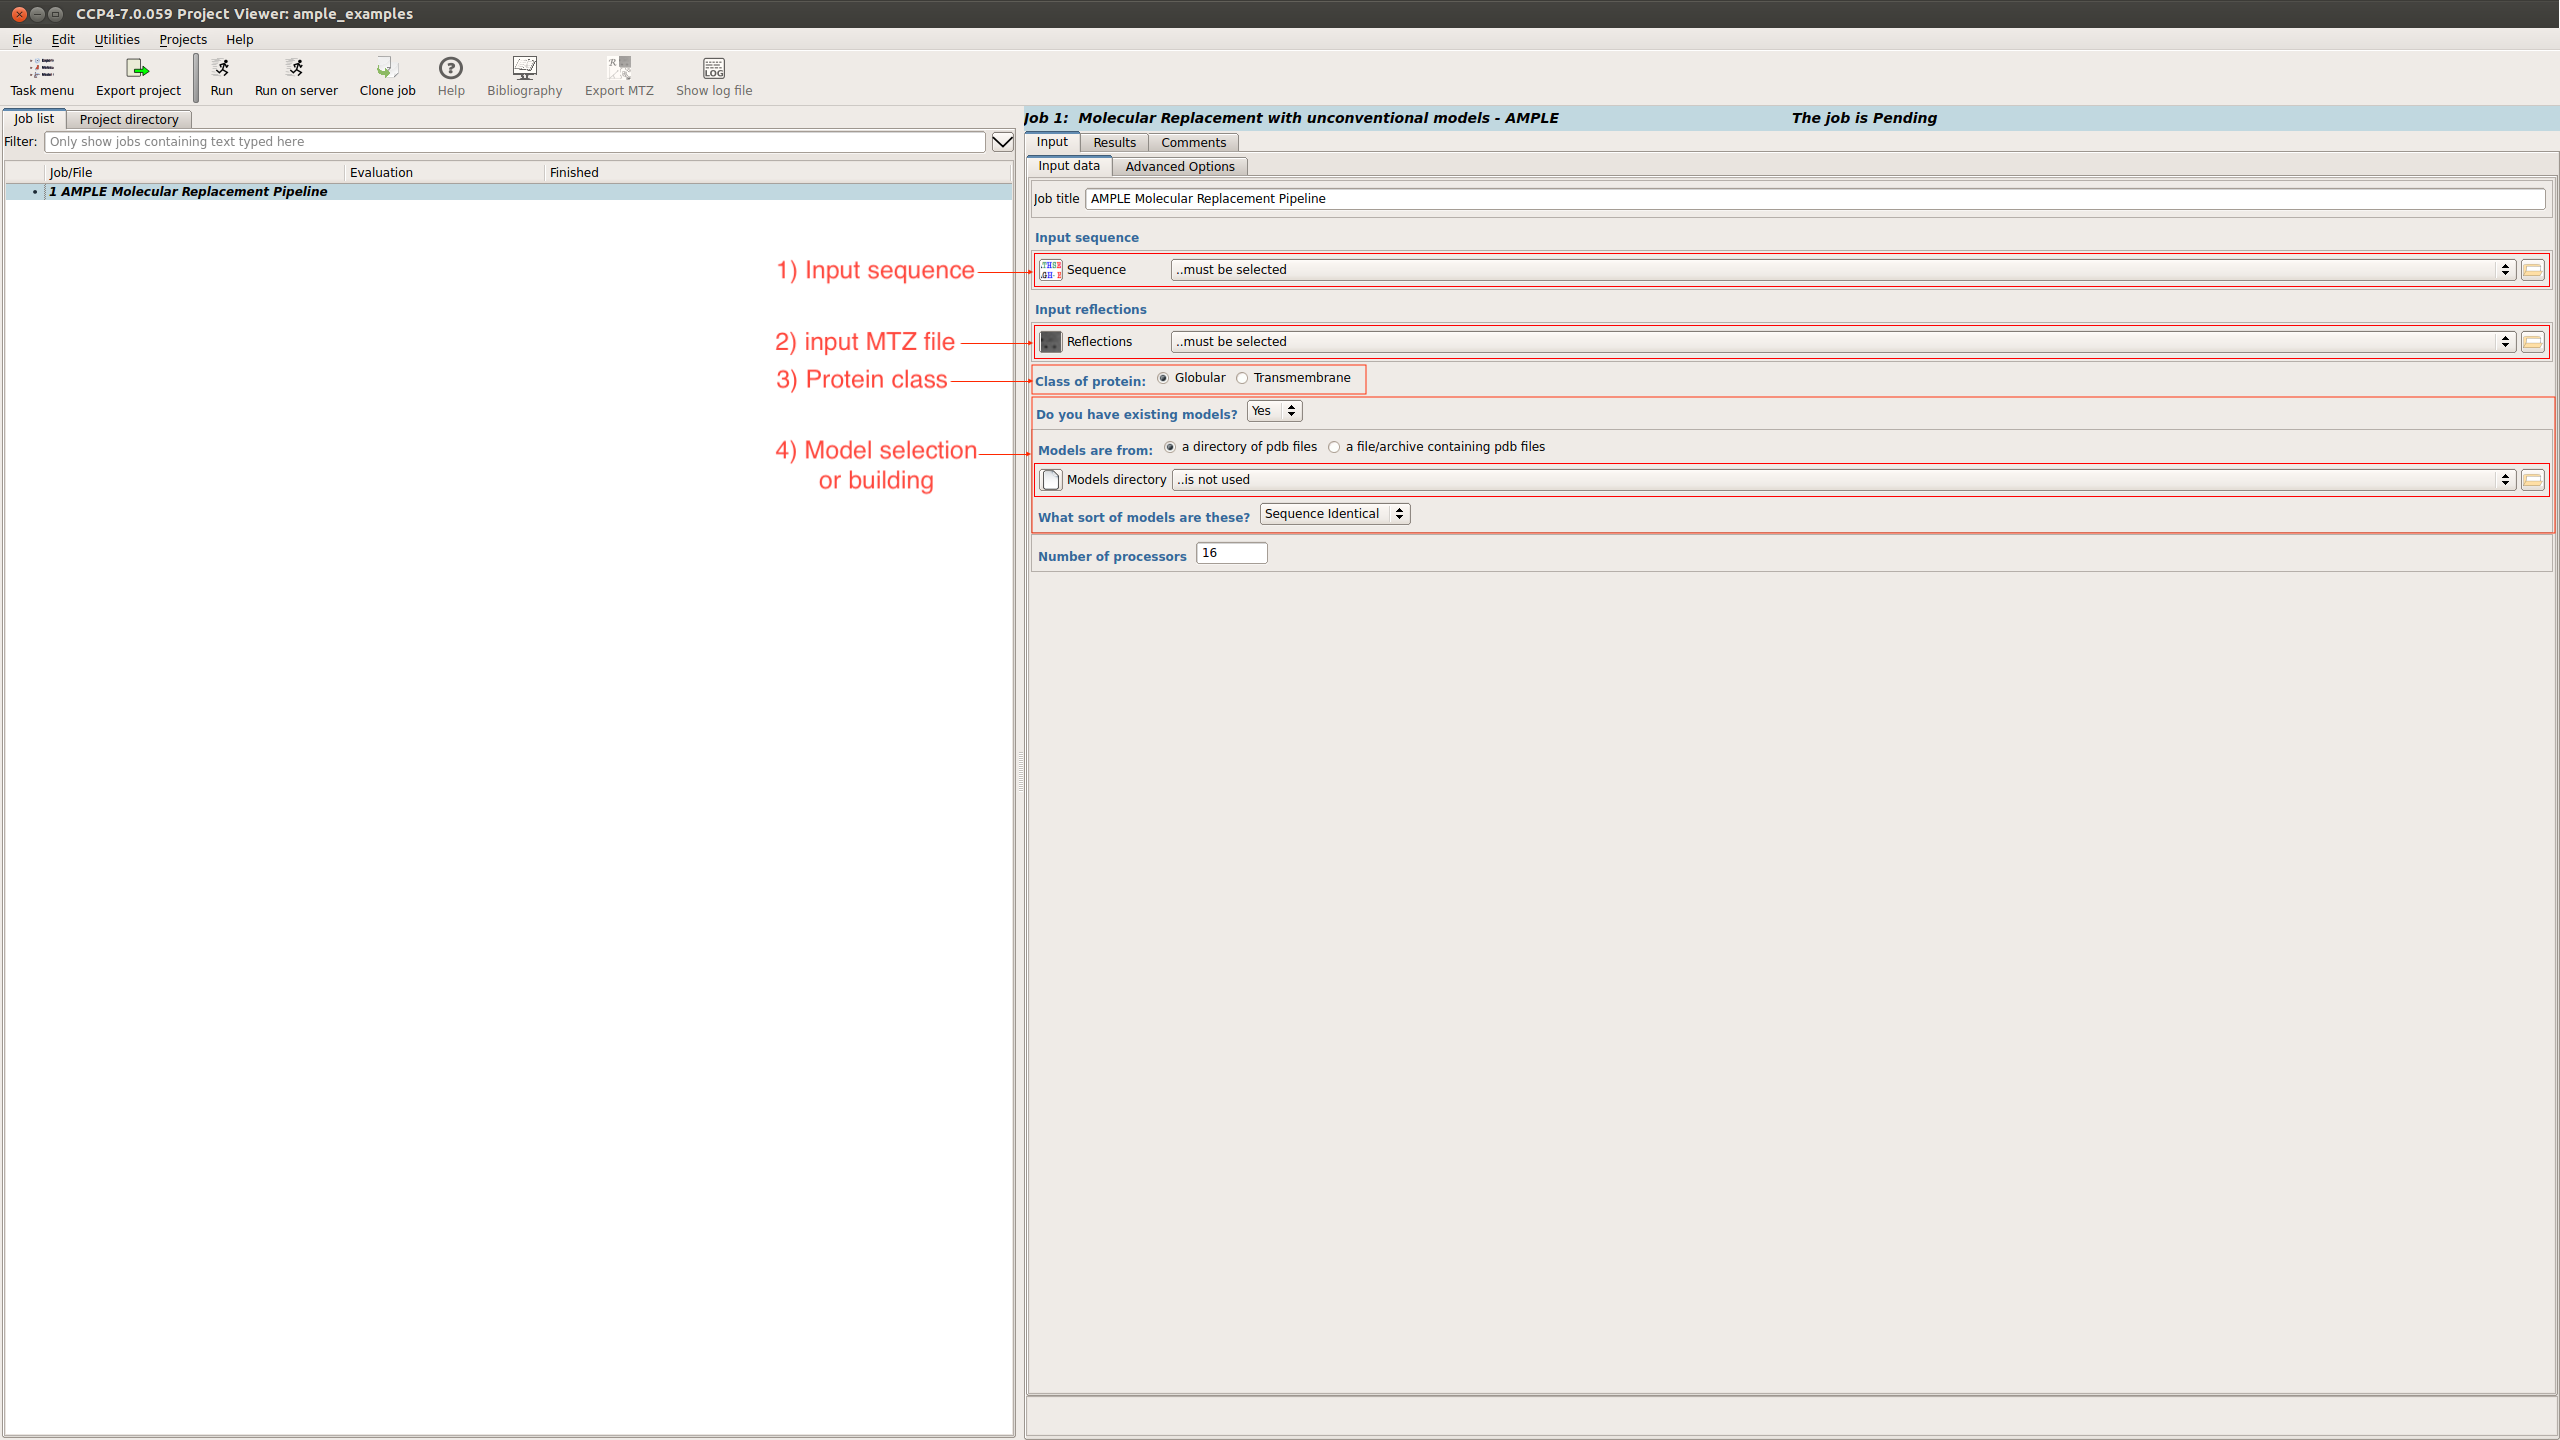 CCP4-7.0.059 Project Viewer: ample_examples
File Edit Utilities Projects Help
Task menu Export project Run Run on server Clone job Help Bibliography Export MTZ Show log file
Job list Project directory
Filter: Only show jobs containing text typed here
Job/File Evaluation Finished
1 AMPLE Molecular Replacement Pipeline
1) Input sequence
2) input MTZ file
3) Protein class
4) Model selection
or building
Job 1: Molecular Replacement with unconventional models - AMPLE The job is Pending
Input Results Comments
Input data Advanced Options
Job title AMPLE Molecular Replacement Pipeline
Input sequence
Sequence ..must be selected
Input reflections
Reflections ..must be selected
Class of protein: Globular Transmembrane
Do you have existing models? Yes
Models are from: a directory of pdb files a file/archive containing pdb files
Models directory ..is not used
What sort of models are these? Sequence Identical
Number of processors 16